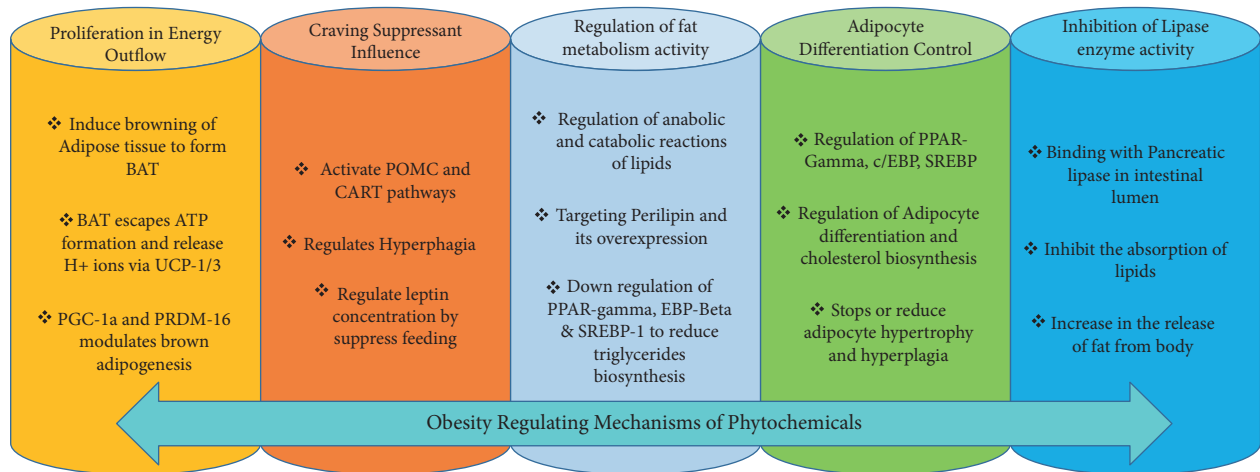 Proliferation in Energy
Outflow
❖ Induce browning of
Adipose tissue to form
BAT
❖ BAT escapes ATP
formation and release
H+ ions via UCP-1/3
❖ PGC-1a and PRDM-16
modulates brown
adipogenesis
Craving Suppressant
Influence
❖ Activate POMC and
CART pathways
❖ Regulates Hyperphagia
❖ Regulate leptin
concentration by
suppress feeding
Regulation of fat
metabolism activity
❖ Regulation of anabolic
and catabolic reactions
of lipids
❖ Targeting Perilipin and
its overexpression
❖ Down regulation of
PPAR-gamma, EBP-Beta
& SREBP-1 to reduce
triglycerides
biosynthesis
Adipocyte
Differentiation Control
❖ Regulation of PPAR-
Gamma, c/EBP, SREBP
❖ Regulation of Adipocyte
differentiation and
cholesterol biosynthesis
❖ Stops or reduce
adipocyte hypertrophy
and hyperplagia
Inhibition of Lipase
enzyme activity
❖ Binding with Pancreatic
lipase in intestinal
lumen
❖ Inhibit the absorption of
lipids
❖ Increase in the release
of fat from body
Obesity Regulating Mechanisms of Phytochemicals